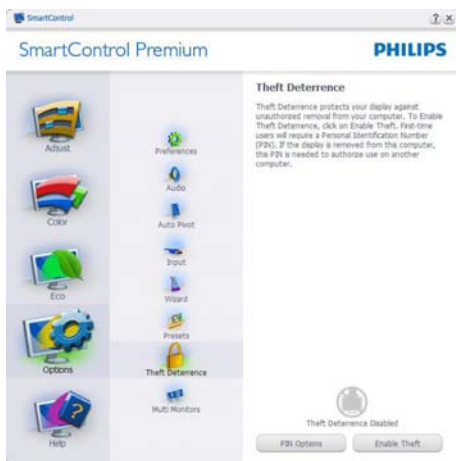 SmartControl
SmartControl Premium
PHILIPS
Adjust
Color
Eco
Options
Help
Preferences
Audio
Auto Pivot
Input
Wizard
Presets
Theft Deterrence
Multi Monitors
Theft Deterrence
Theft Deterrence protects your display against
unauthorized removal from your computer. To Enable
Theft Deterrence, click on Enable Theft. First-time
users will require a Personal Identification Number
(PIN). If the display is removed from this computer,
this PIN is needed to authorize use on another
computer.
Theft Deterrence Disabled
PIN Options
Enable Theft